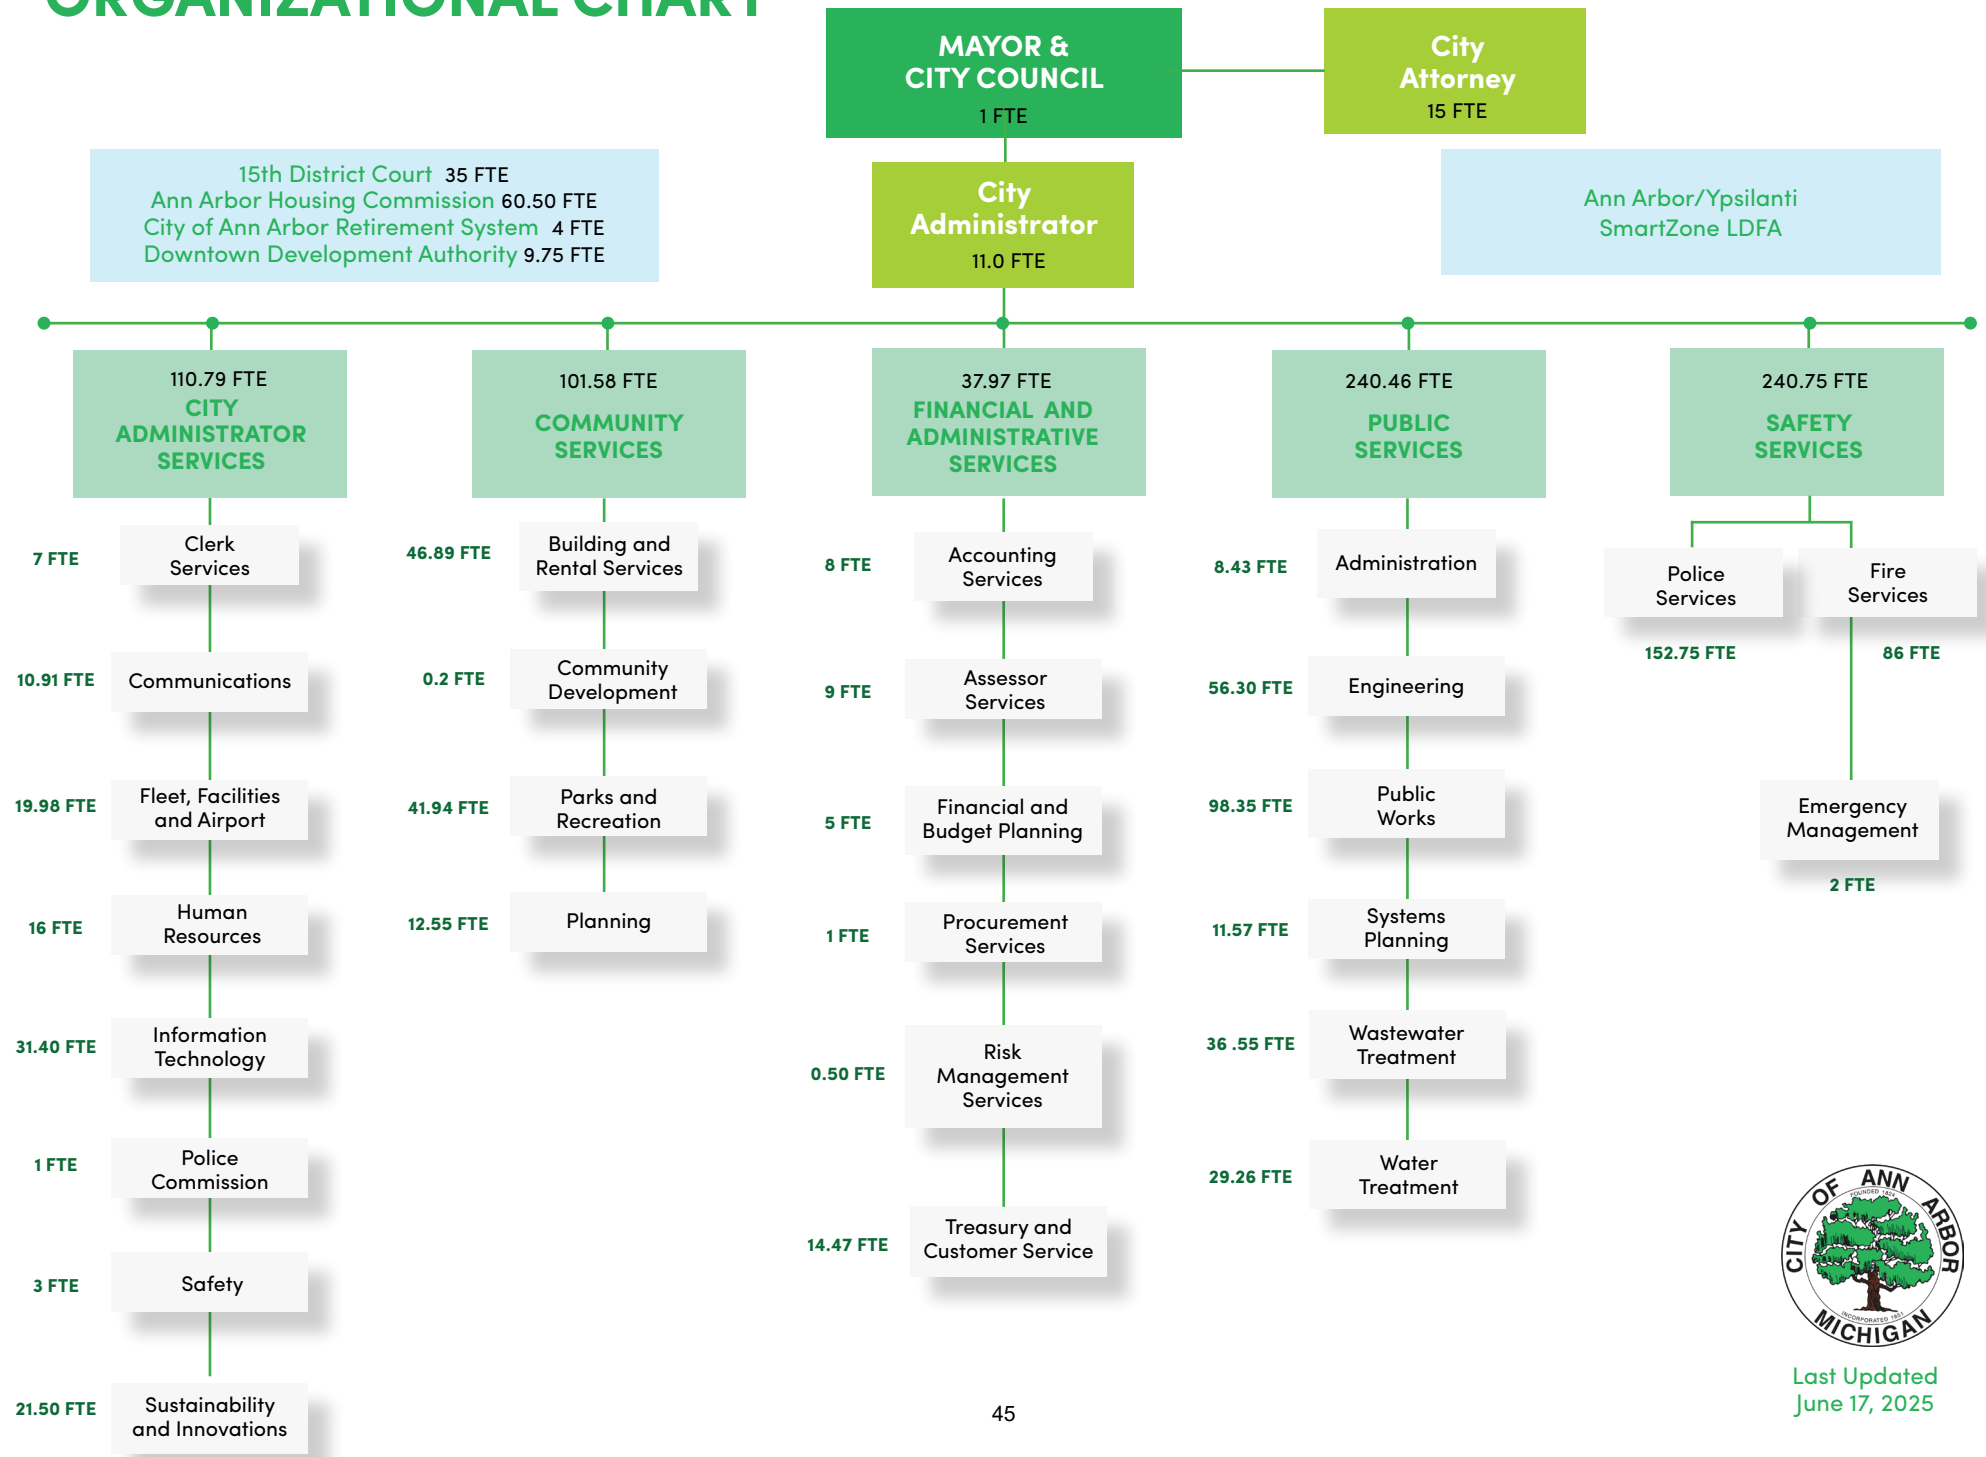 ORGANIZATIONAL CHART
MAYOR &
CITY COUNCIL
1 FTE
City
Attorney
15 FTE
15th District Court 35 FTE
Ann Arbor Housing Commission 60.50 FTE
City of Ann Arbor Retirement System 4 FTE
Downtown Development Authority 9.75 FTE
City
Administrator
11.0 FTE
Ann Arbor/Ypsilanti
SmartZone LDFA
110.79 FTE
CITY
ADMINISTRATOR
SERVICES
7 FTE
Clerk
Services
10.91 FTE
Communications
19.98 FTE
Fleet, Facilities
and Airport
16 FTE
Human
Resources
31.40 FTE
Information
Technology
1 FTE
Police
Commission
3 FTE
Safety
21.50 FTE
Sustainability
and Innovations
101.58 FTE
COMMUNITY
SERVICES
46.89 FTE
Building and
Rental Services
0.2 FTE
Community
Development
41.94 FTE
Parks and
Recreation
12.55 FTE
Planning
37.97 FTE
FINANCIAL AND
ADMINISTRATIVE
SERVICES
8 FTE
Accounting
Services
9 FTE
Assessor
Services
5 FTE
Financial and
Budget Planning
1 FTE
Procurement
Services
0.50 FTE
Risk
Management
Services
14.47 FTE
Treasury and
Customer Service
240.46 FTE
PUBLIC
SERVICES
8.43 FTE
Administration
56.30 FTE
Engineering
98.35 FTE
Public
Works
11.57 FTE
Systems
Planning
36 .55 FTE
Wastewater
Treatment
29.26 FTE
Water
Treatment
240.75 FTE
SAFETY
SERVICES
Police
Services
152.75 FTE
Fire
Services
86 FTE
Emergency
Management
2 FTE
CITY OF ANN ARBOR
FOUNDED 1824
INCORPORATED 1851
MICHIGAN
Last Updated
June 17, 2025
45